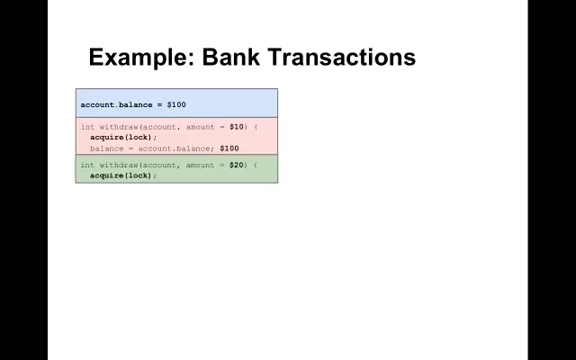 Example: Bank Transactions
account.balance = $100
int withdraw(account, amount = $10) {
acquire(lock);
balance = account.balance; $100
int withdraw(account, amount = $20) {
acquire(lock);